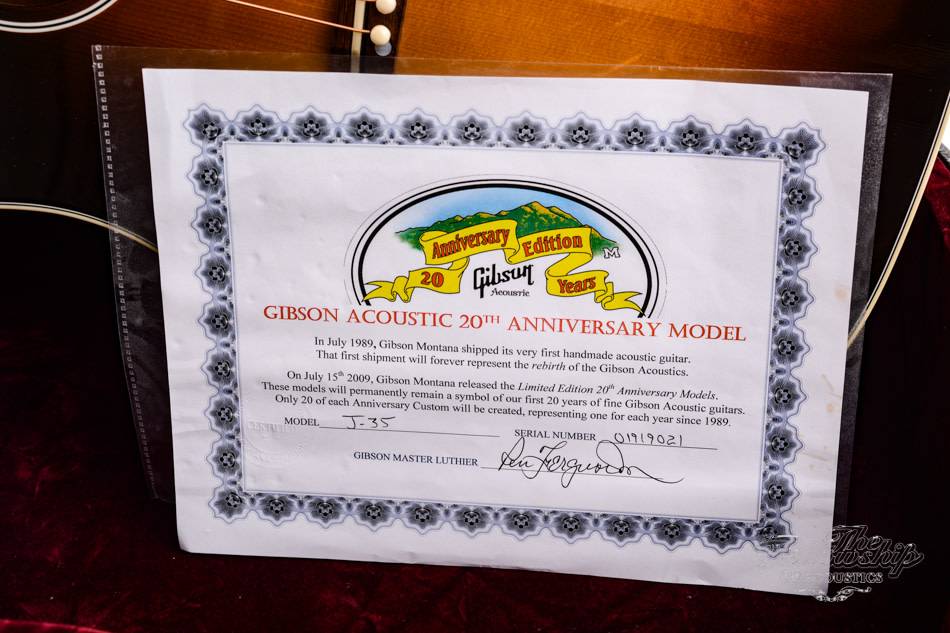 Anniversary Edition
20 Gibson Years
Acoustic
M
GIBSON ACOUSTIC 20TH ANNIVERSARY MODEL
In July 1989, Gibson Montana shipped its very first handmade acoustic guitar.
That first shipment will forever represent the rebirth of the Gibson Acoustics.
On July 15th 2009, Gibson Montana released the Limited Edition 20th Anniversary Models.
These models will permanently remain a symbol of our first 20 years of fine Gibson Acoustic guitars.
Only 20 of each Anniversary Custom will be created, representing one for each year since 1989.
MODEL J-35
SERIAL NUMBER 01919021
GIBSON MASTER LUTHIER Ren Ferguson
The